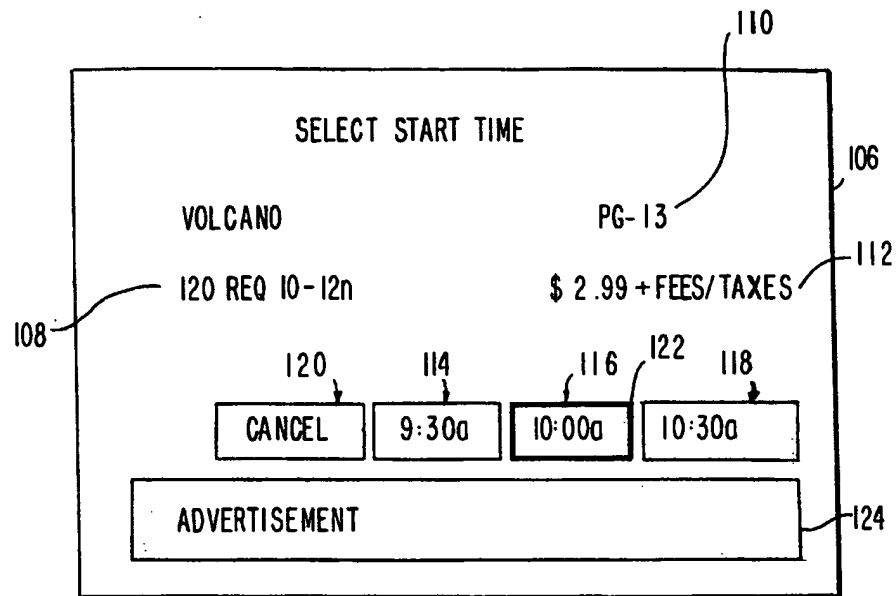 110
SELECT START TIME
106
VOLCANO PG-13
112
120 REQ 10-12n $ 2.99 + FEES/TAXES
108
120 114 116 122 118
CANCEL 9:30a 10:00a 10:30a
ADVERTISEMENT
124